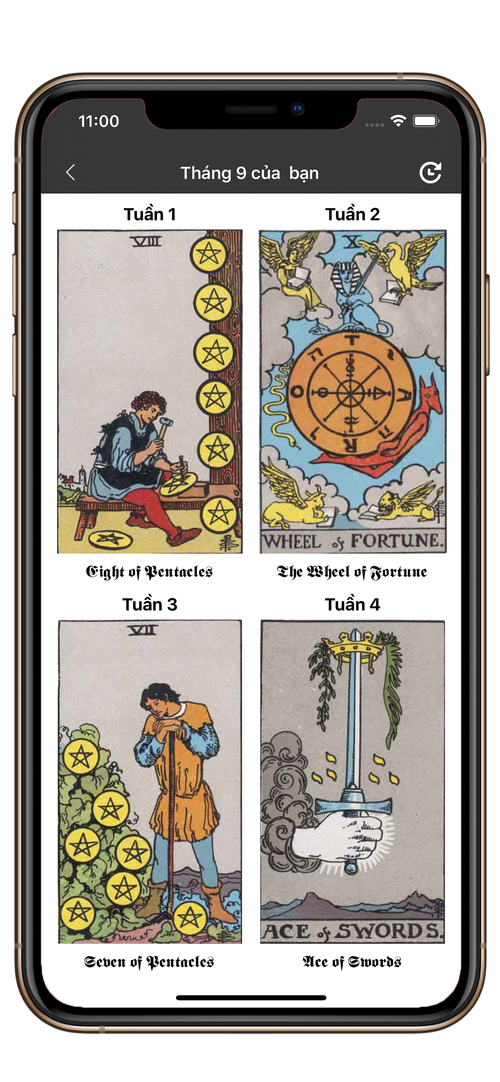 11:00
Tháng 9 của  bạn
Tuần 1
Tuần 2
VIII
X
T
A
R
O
WHEEL of FORTUNE.
Eight of Pentacles
The Wheel of Fortune
Tuần 3
Tuần 4
VII
ACE of SWORDS.
Seven of Pentacles
Ace of Swords